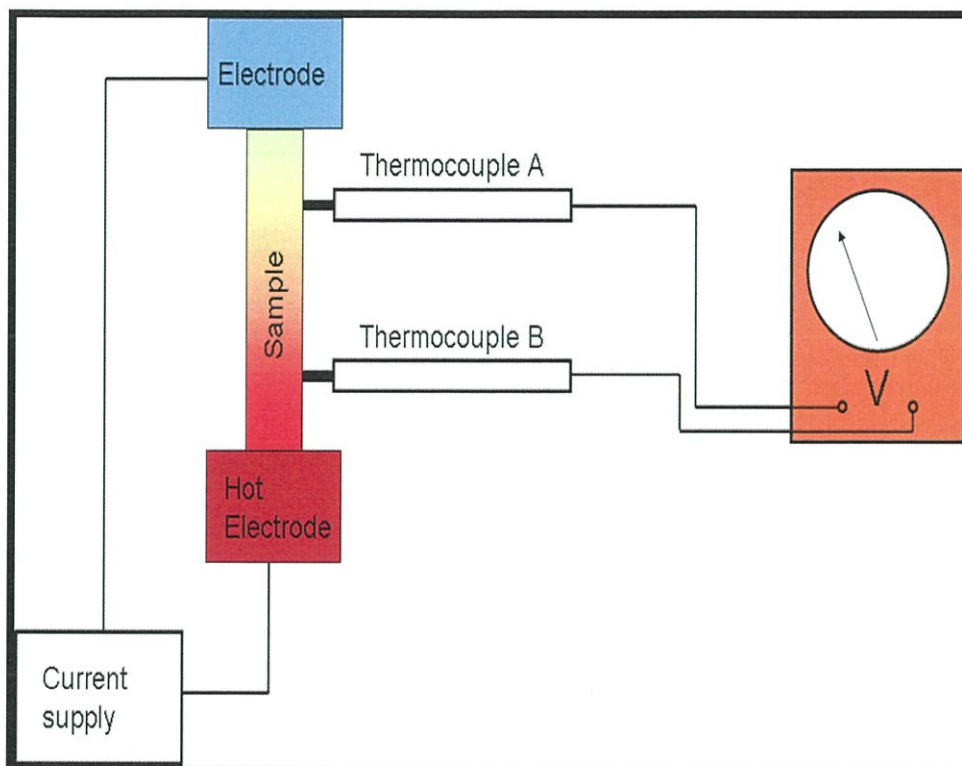 Electrode
Thermocouple A
Sample
Thermocouple B
V
Hot
Electrode
Current
supply